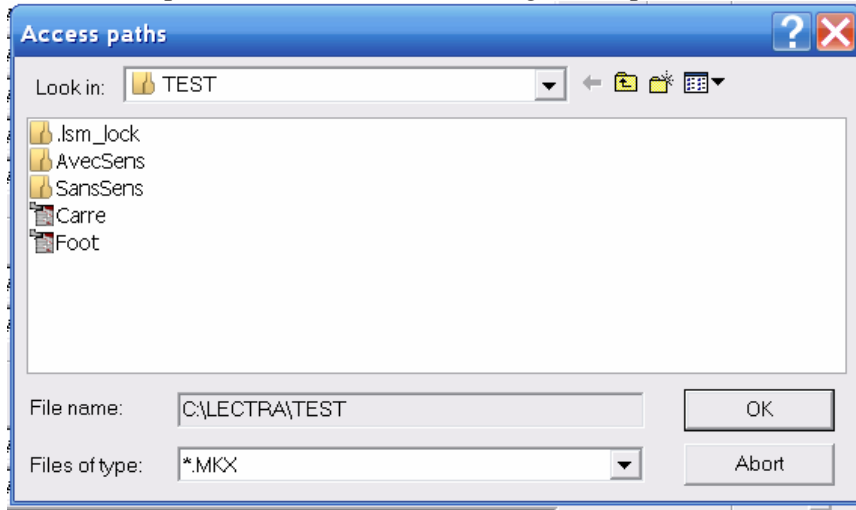 Access paths
Look in: TEST
.lsm_lock
AvecSens
SansSens
Carre
Foot
File name: C:\LECTRA\TEST OK
Files of type: *.MKX Abort